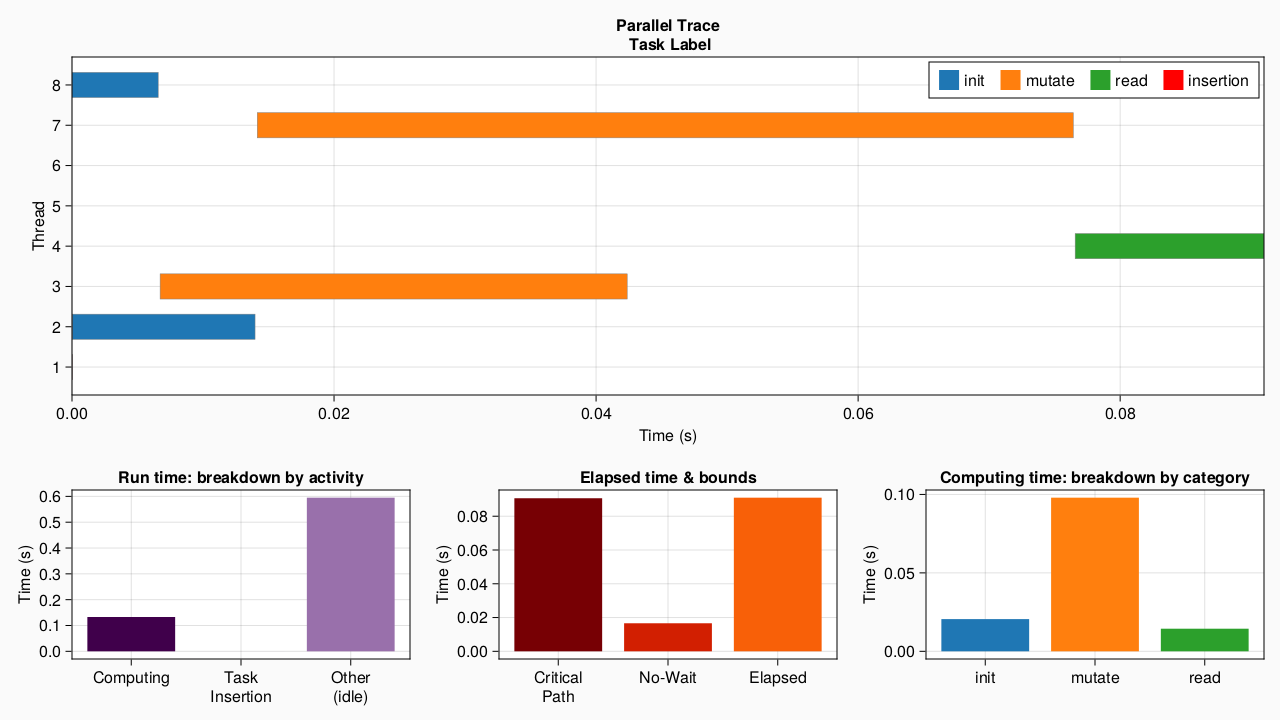 Parallel Trace
Task Label
init mutate read insertion
8
7
6
5
4
3
2
1
Thread
0.00 0.02 0.04 0.06 0.08
Time (s)
Run time: breakdown by activity
0.6
0.5
0.4
0.3
0.2
0.1
0.0
Time (s)
Computing Task Insertion Other (idle)
Elapsed time & bounds
0.08
0.06
0.04
0.02
0.00
Time (s)
Critical Path No-Wait Elapsed
Computing time: breakdown by category
0.10
0.05
0.00
Time (s)
init mutate read